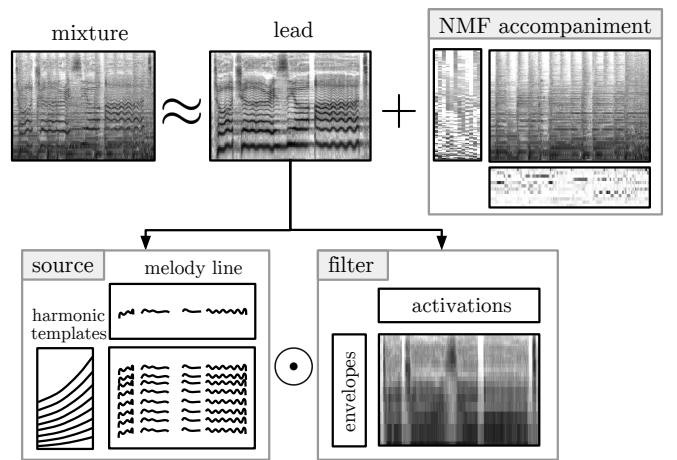 mixture
lead
NMF accompaniment
≈
+
source
melody line
harmonic
templates
filter
activations
envelopes